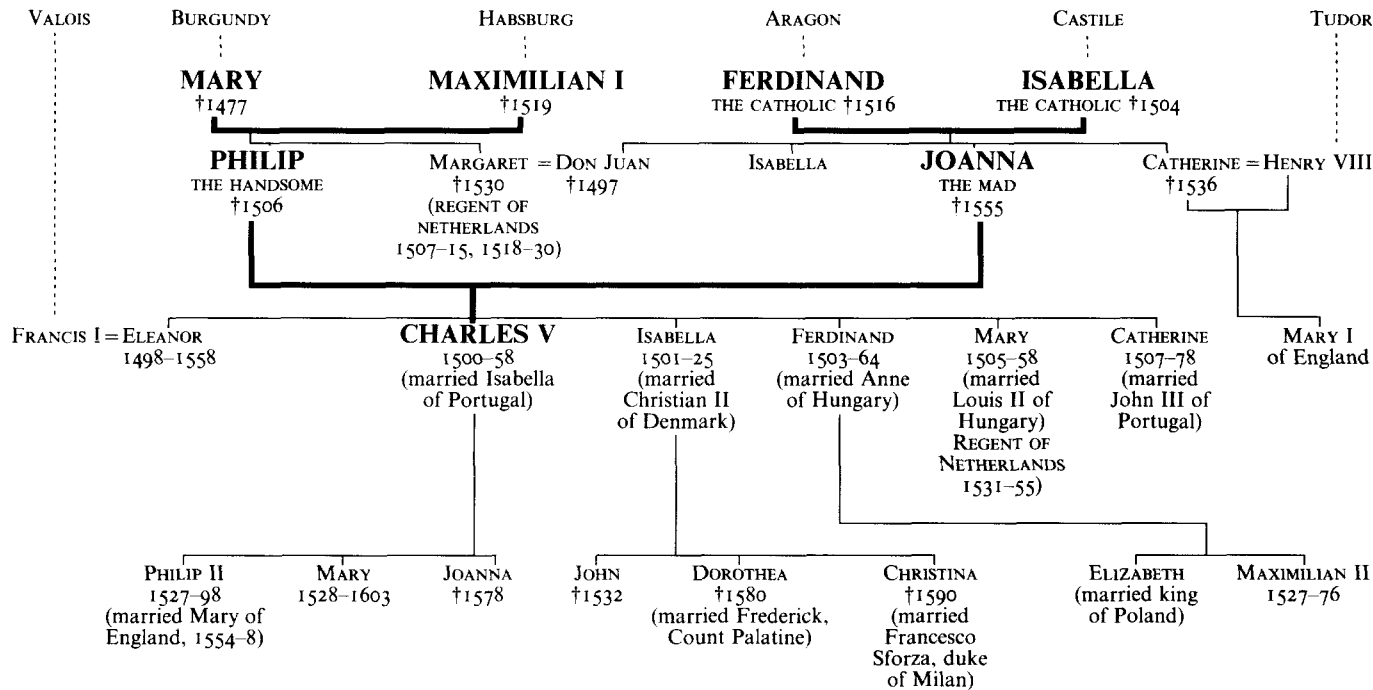 VALOIS BURGUNDY HABSBURG ARAGON CASTILE TUDOR
MARY MAXIMILIAN I FERDINAND ISABELLA
†1477 †1519 THE CATHOLIC †1516 THE CATHOLIC †1504
PHILIP MARGARET = DON JUAN ISABELLA JOANNA CATHERINE = HENRY VIII
THE HANDSOME †1530 †1497 THE MAD †1536
†1506 (REGENT OF †1555
NETHERLANDS
1507–15, 1518–30)
FRANCIS I = ELEANOR CHARLES V ISABELLA FERDINAND MARY CATHERINE MARY I
1498–1558 1500–58 1501–25 1503–64 1505–58 1507–78 of England
(married Isabella (married (married Anne (married (married
of Portugal) Christian II of Hungary) Louis II of John III of
of Denmark) Hungary) Portugal)
REGENT OF
NETHERLANDS
1531–55)
PHILIP II MARY JOANNA JOHN DOROTHEA CHRISTINA ELIZABETH MAXIMILIAN II
1527–98 1528–1603 †1578 †1532 †1580 †1590 (married king 1527–76
(married Mary of (married Frederick, (married of Poland)
England, 1554–8) Count Palatine) Francesco
Sforza, duke
of Milan)